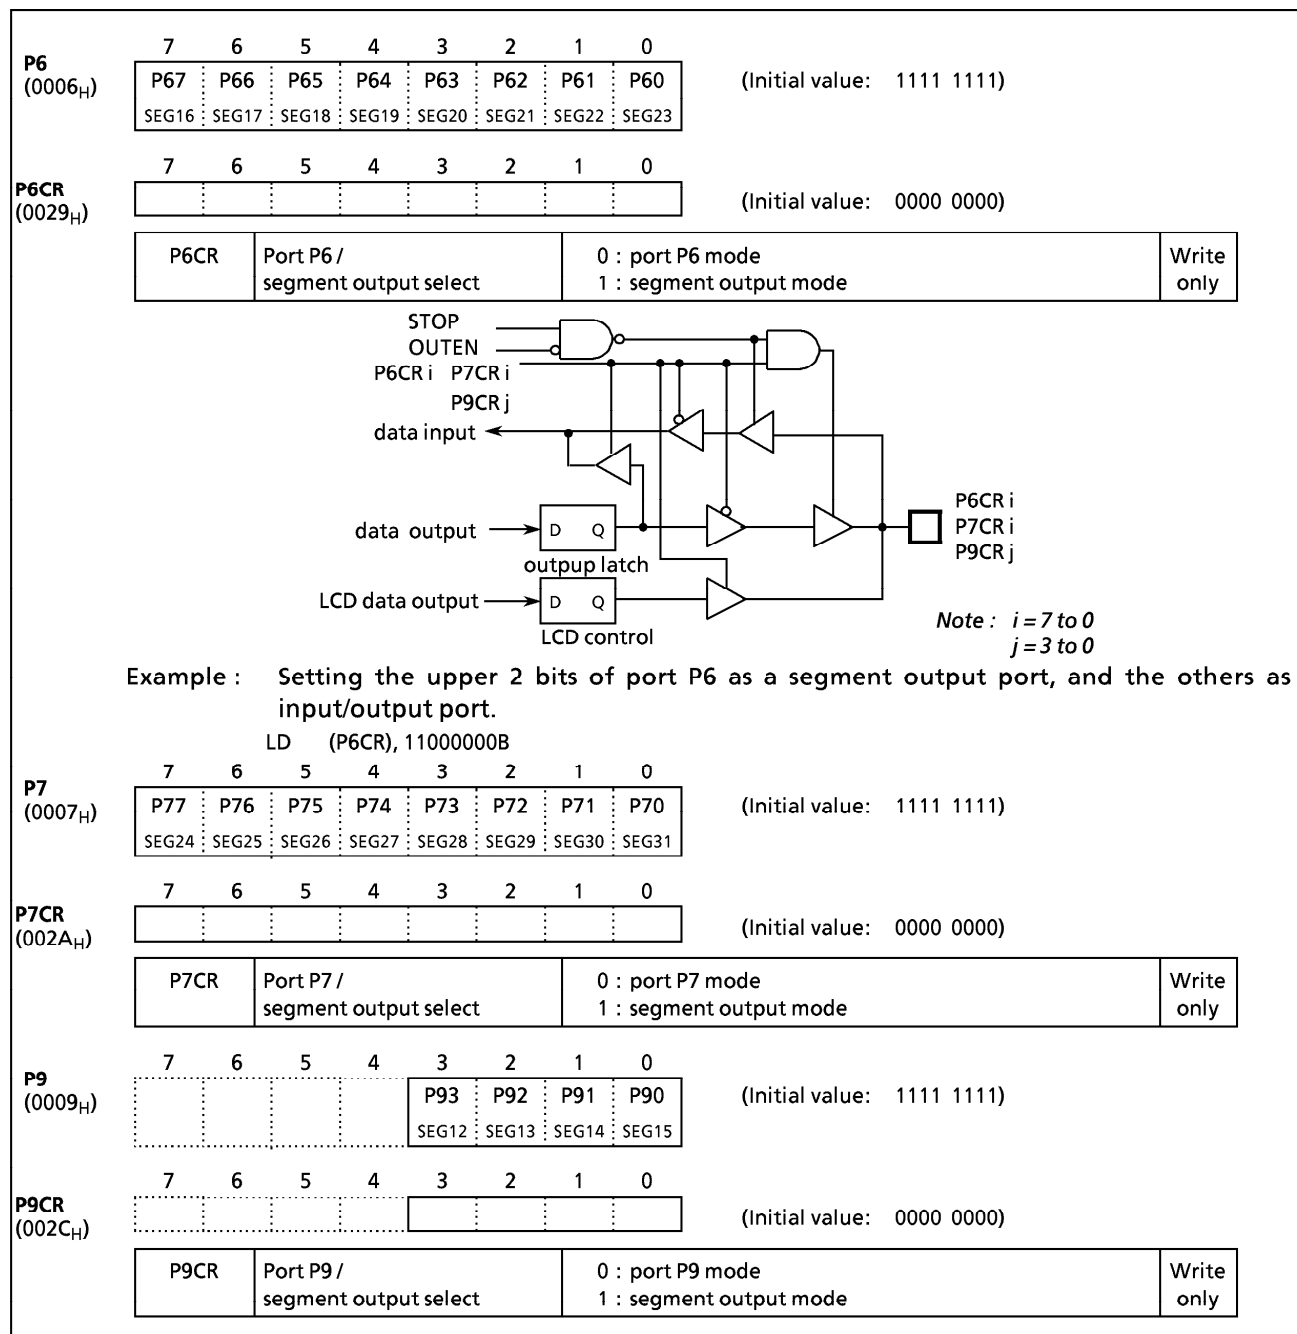 7 6 5 4 3 2 1 0
P6
(0006H)
P67 P66 P65 P64 P63 P62 P61 P60
(Initial value: 1111 1111)
SEG16 SEG17 SEG18 SEG19 SEG20 SEG21 SEG22 SEG23
7 6 5 4 3 2 1 0
P6CR
(0029H)
(Initial value: 0000 0000)
P6CR
Port P6 /
segment output select
0 : port P6 mode
1 : segment output mode
Write
only
STOP
OUTEN
P6CR i P7CR i
P9CR j
data input
data output
D Q
outpup latch
LCD data output
D Q
LCD control
P6CR i
P7CR i
P9CR j
Note : i = 7 to 0
j = 3 to 0
Example : Setting the upper 2 bits of port P6 as a segment output port, and the others as
input/output port.
LD (P6CR), 11000000B
7 6 5 4 3 2 1 0
P7
(0007H)
P77 P76 P75 P74 P73 P72 P71 P70
(Initial value: 1111 1111)
SEG24 SEG25 SEG26 SEG27 SEG28 SEG29 SEG30 SEG31
7 6 5 4 3 2 1 0
P7CR
(002AH)
(Initial value: 0000 0000)
P7CR
Port P7 /
segment output select
0 : port P7 mode
1 : segment output mode
Write
only
7 6 5 4 3 2 1 0
P9
(0009H)
P93 P92 P91 P90
(Initial value: 1111 1111)
SEG12 SEG13 SEG14 SEG15
7 6 5 4 3 2 1 0
P9CR
(002CH)
(Initial value: 0000 0000)
P9CR
Port P9 /
segment output select
0 : port P9 mode
1 : segment output mode
Write
only